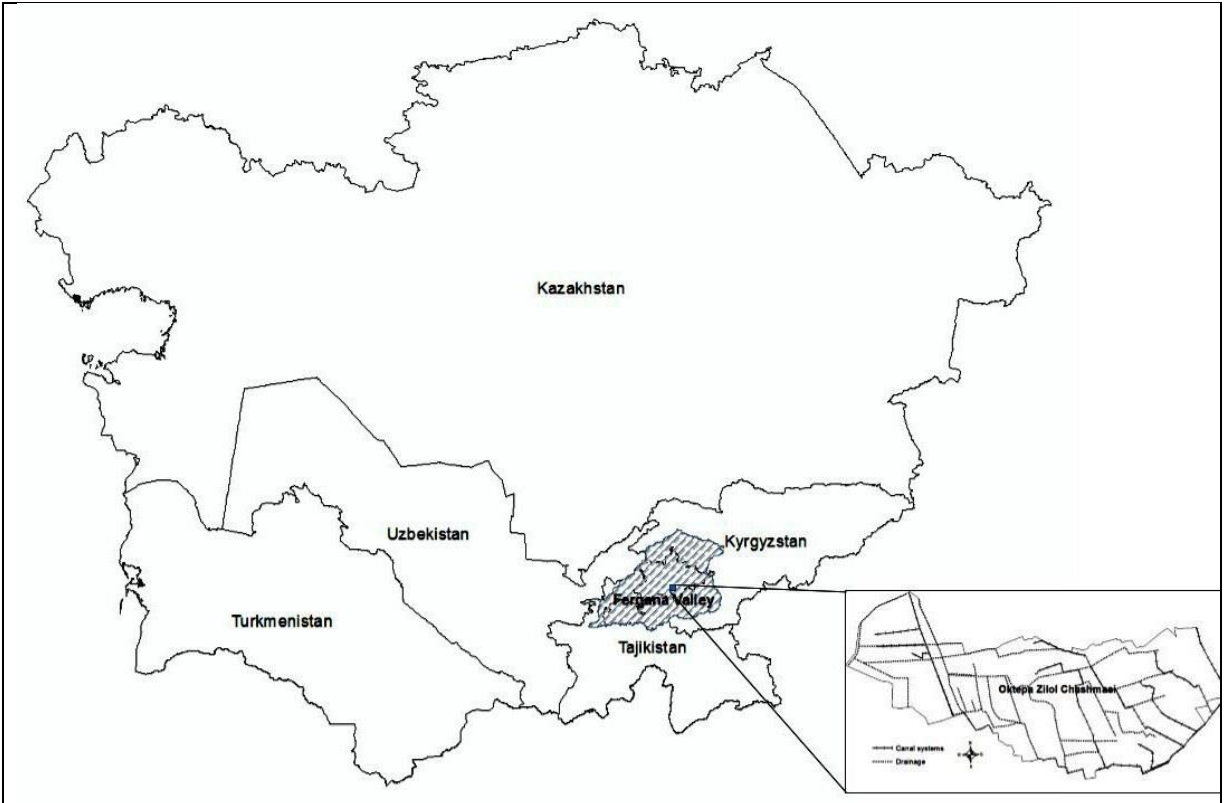 Kazakhstan
Uzbekistan
Kyrgyzstan
Fergana Valley
Turkmenistan
Tajikistan
Oktepa Zilol Chashmasi
Canal systems
Drainage